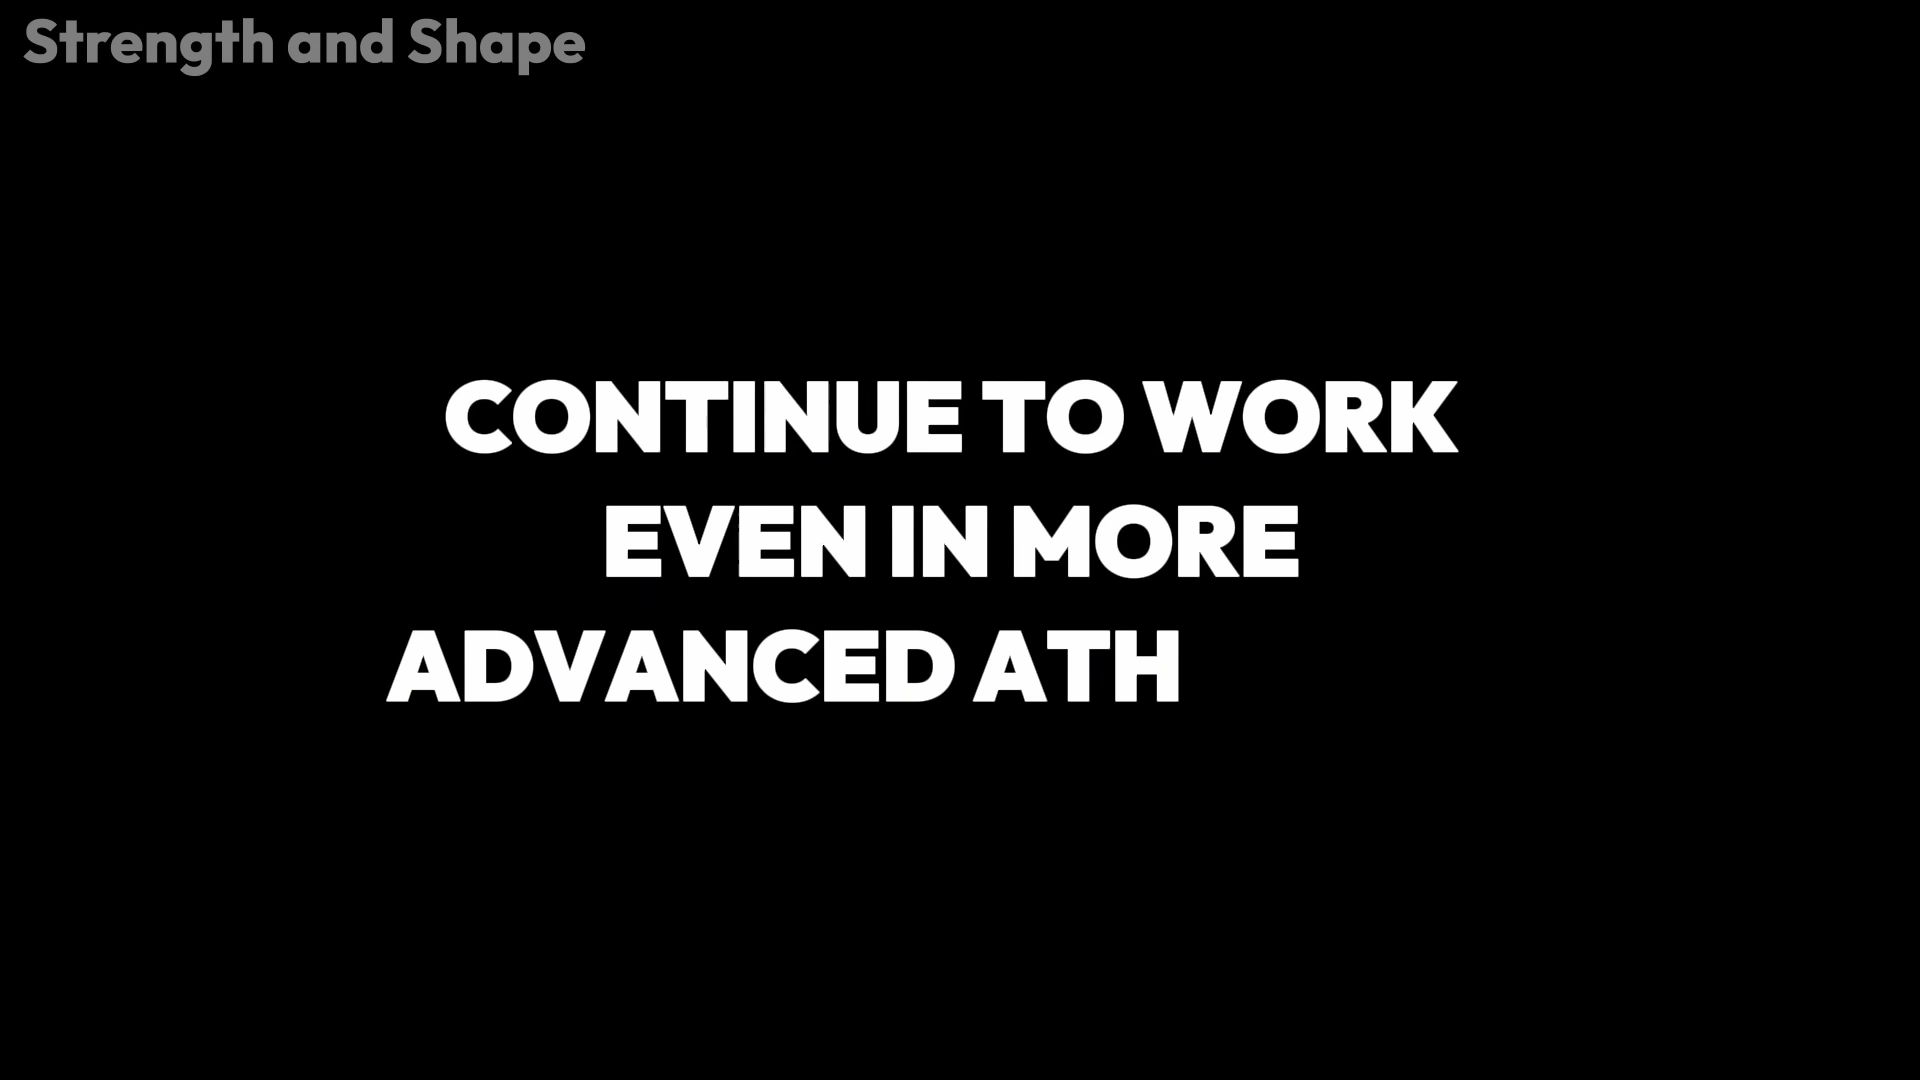 Strength and Shape
CONTINUE TO WORK
EVEN IN MORE
ADVANCED ATH